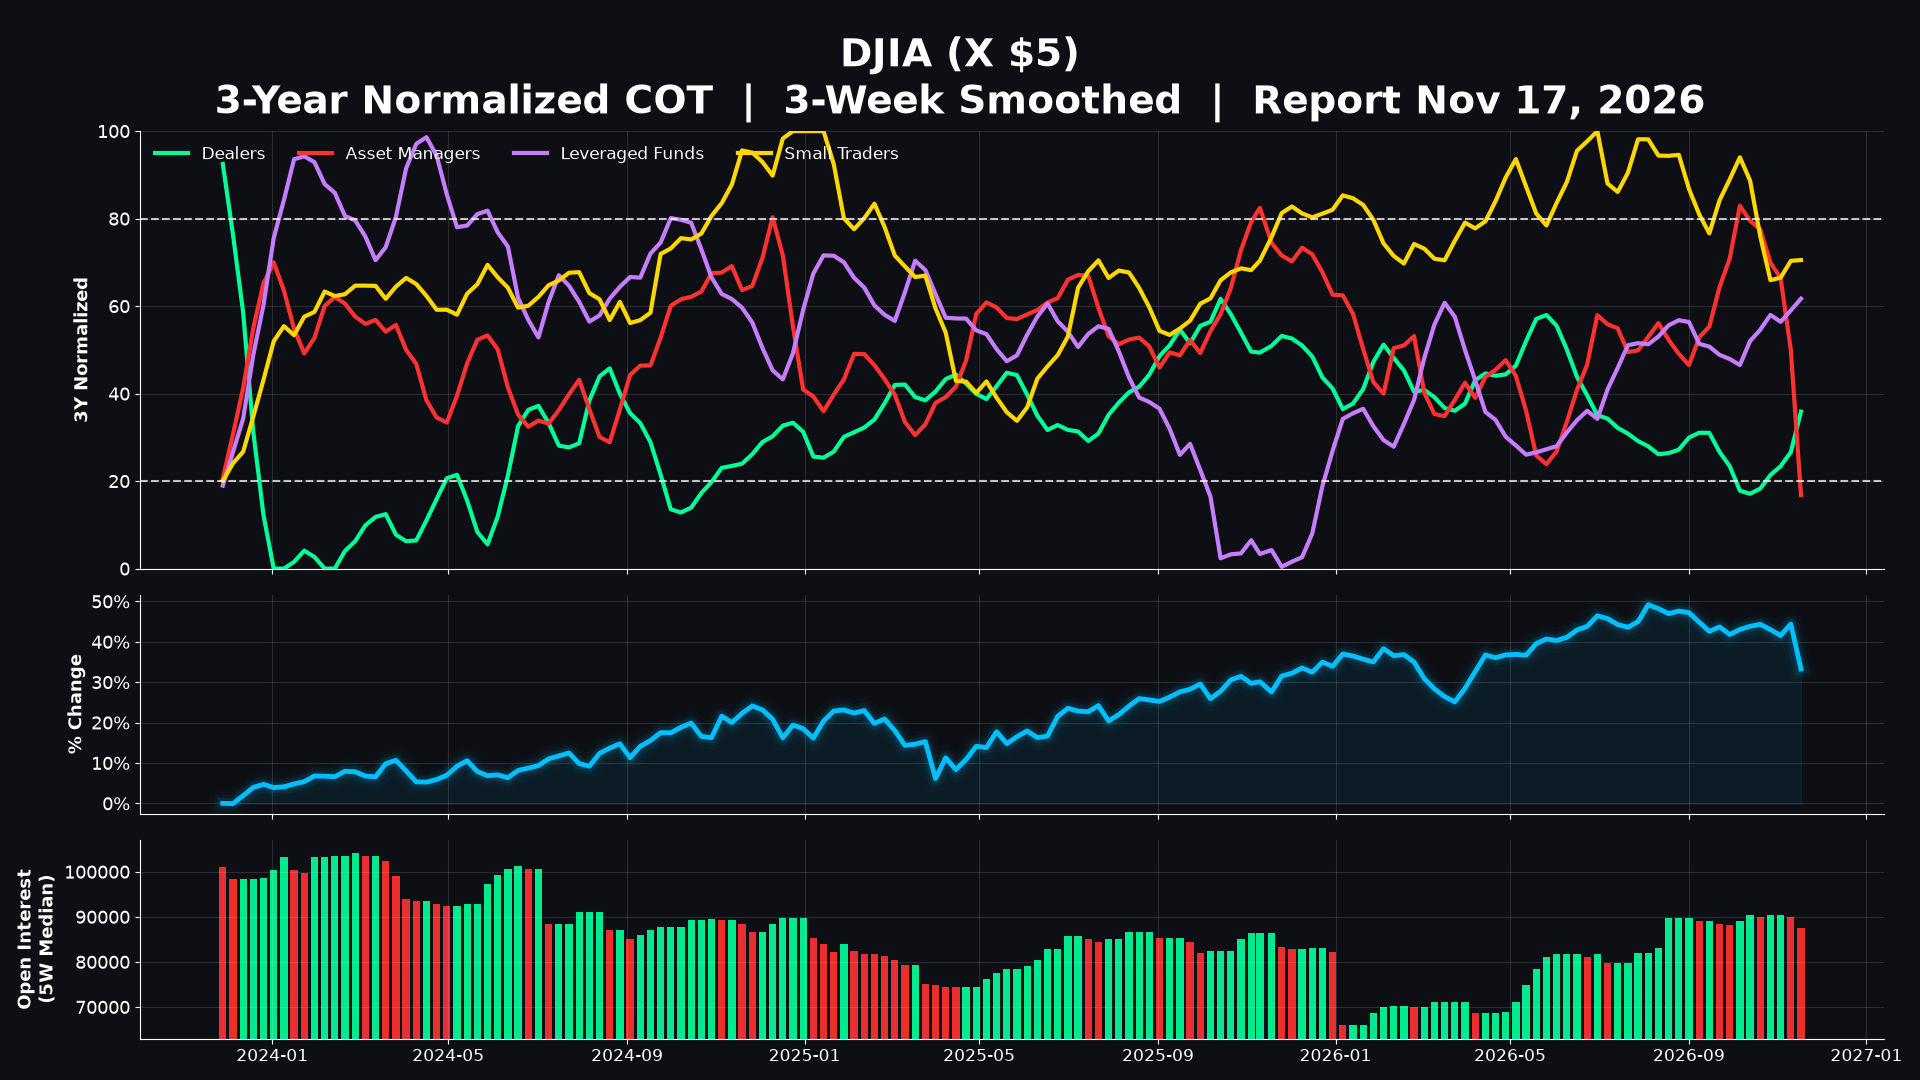 DJIA (X $5)
3-Year Normalized COT | 3-Week Smoothed | Report Nov 17, 2026
Dealers
Asset Managers
Leveraged Funds
Small Traders
3Y Normalized
100
80
60
40
20
0
% Change
50%
40%
30%
20%
10%
0%
Open Interest
(5W Median)
100000
90000
80000
70000
2024-01
2024-05
2024-09
2025-01
2025-05
2025-09
2026-01
2026-05
2026-09
2027-01